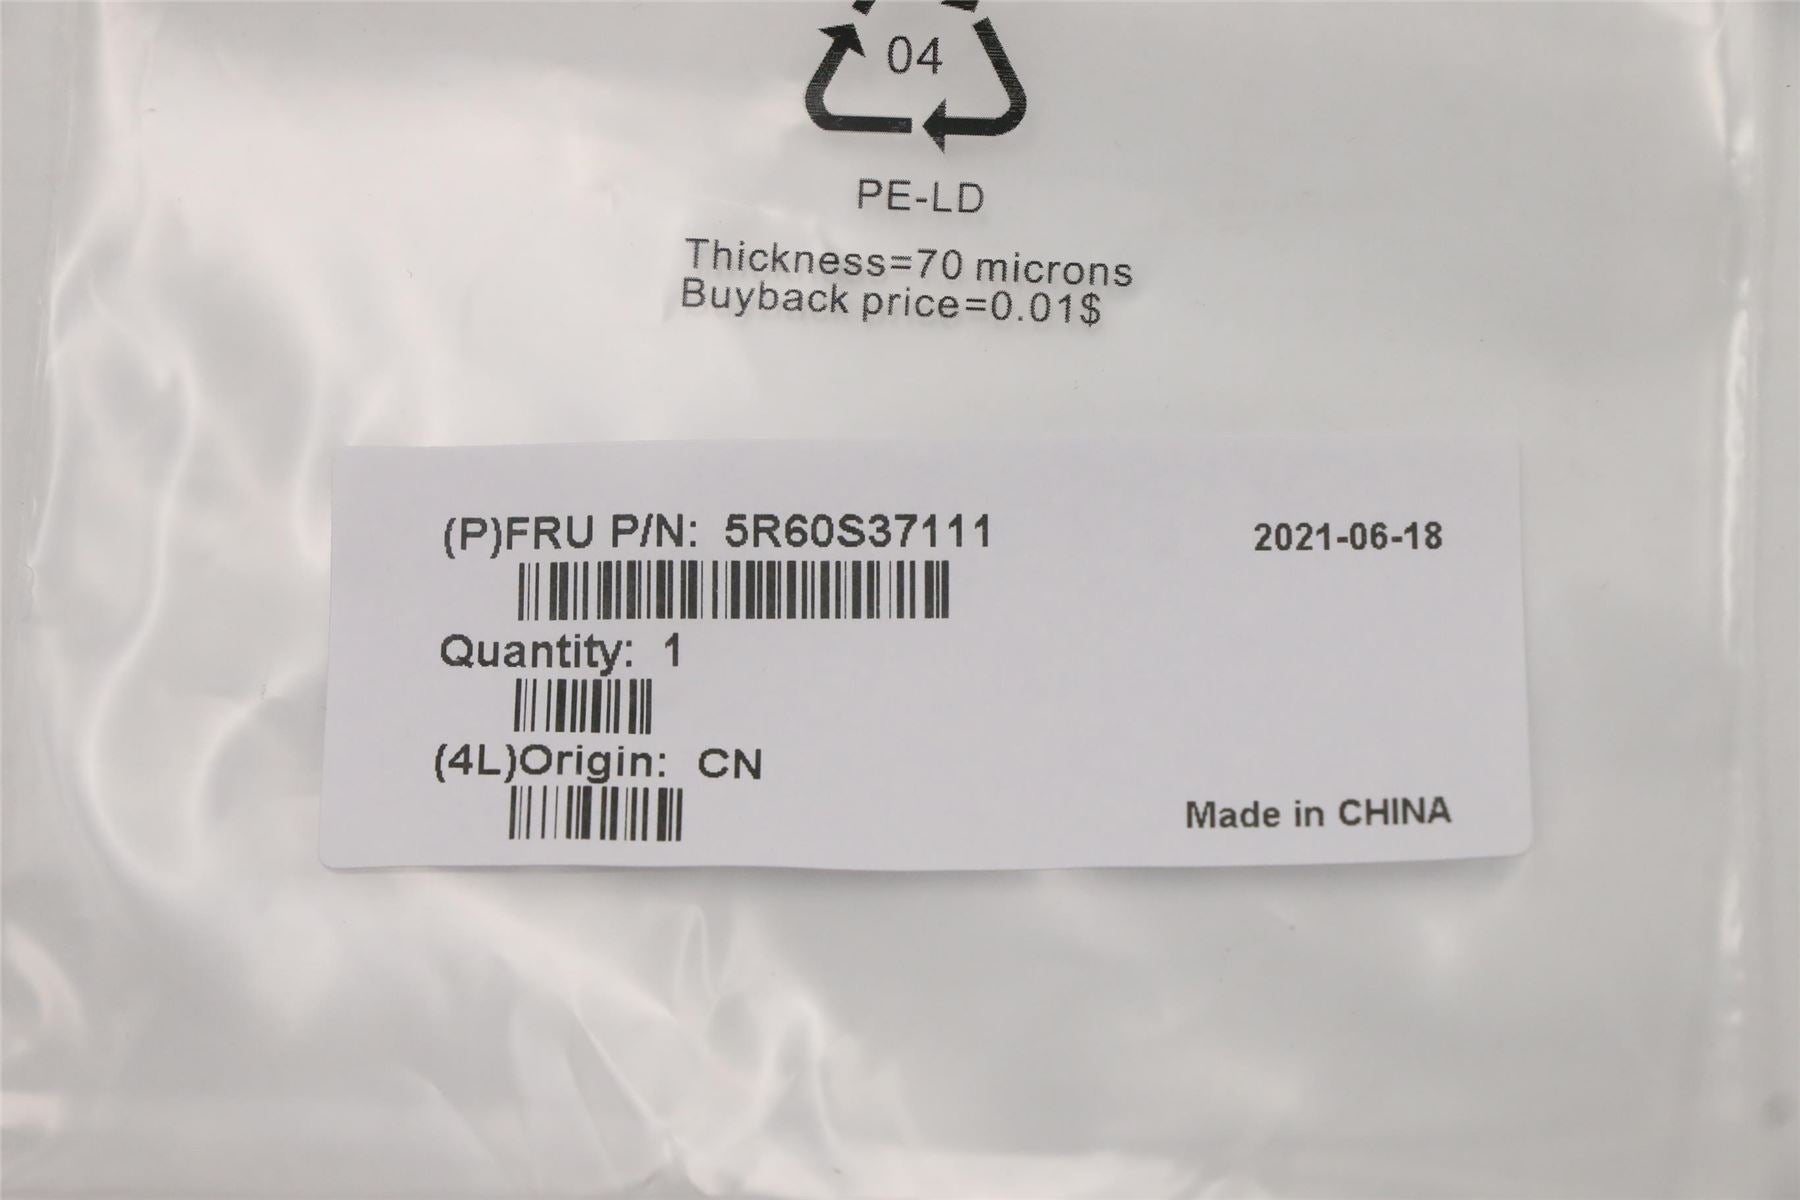 04
PE-LD
Thickness=70 microns
Buyback price=0.01$
(P)FRU P/N: 5R60S37111
2021-06-18
Quantity: 1
(4L)Origin: CN
Made in CHINA